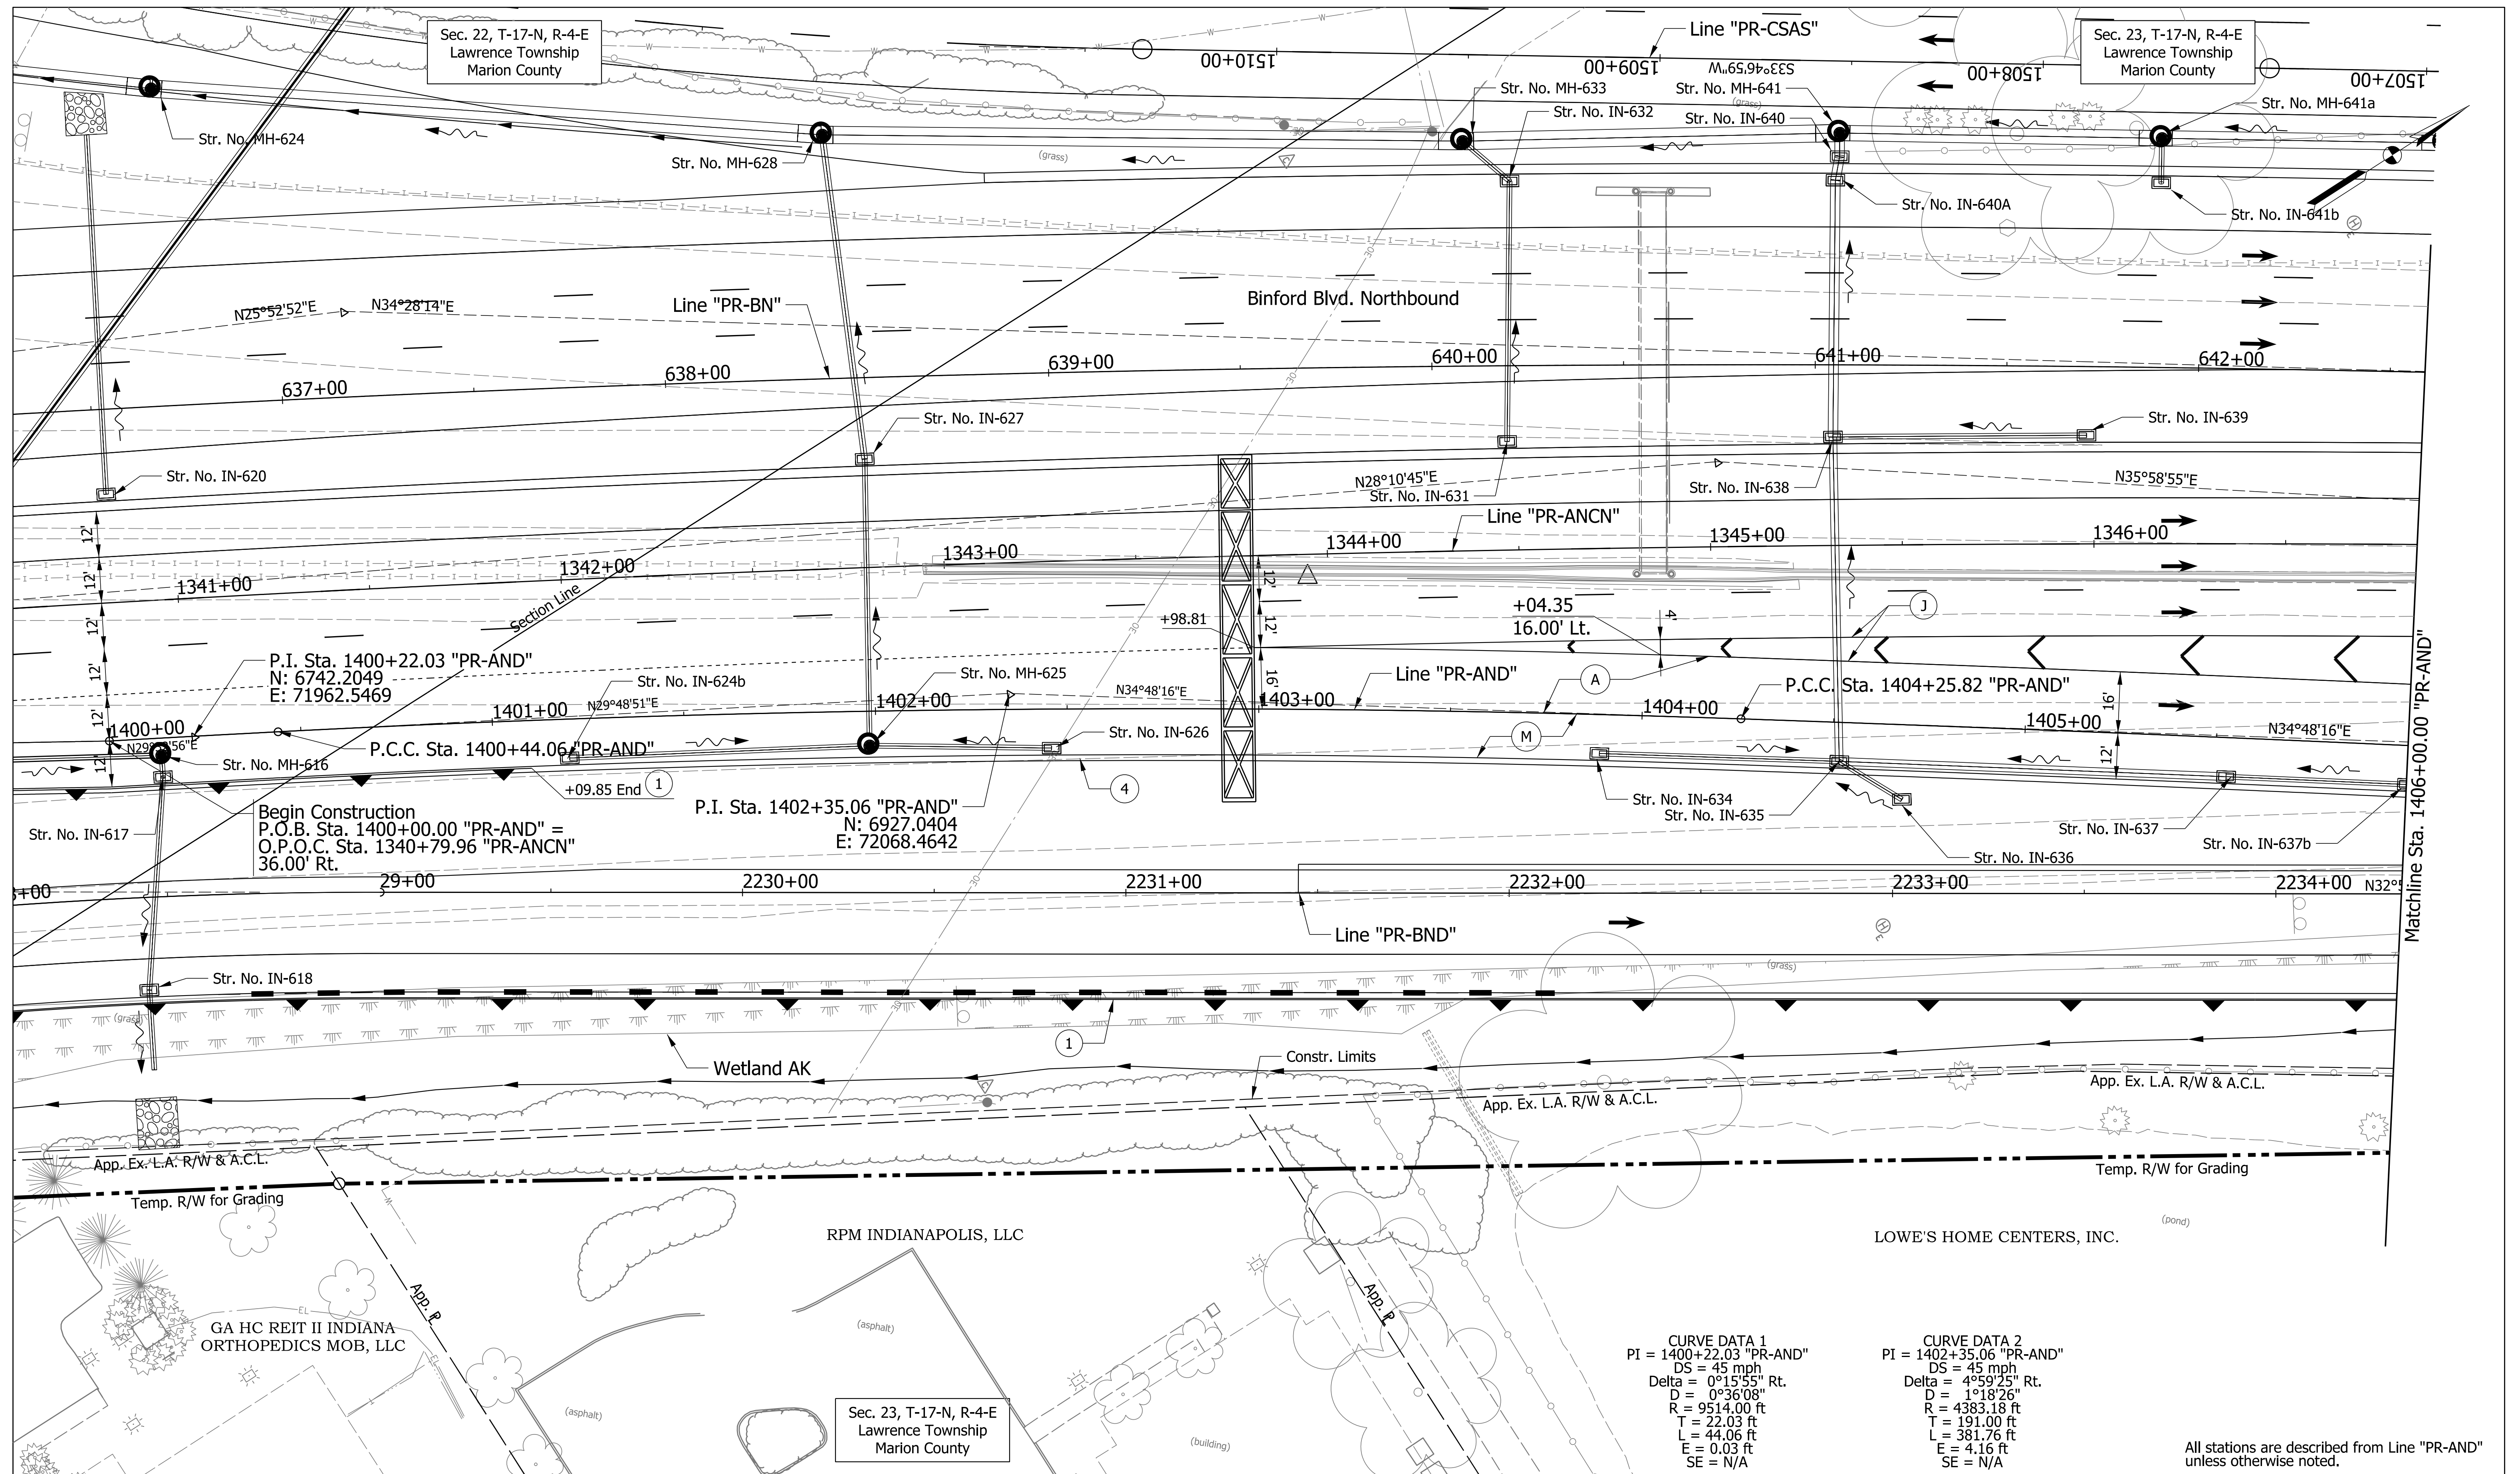 Sec. 22, T-17-N, R-4-E
Lawrence Township
Marion County
1510+00
Line "PR-CSAS"
1509+00
S33°46'59"W
1508+00
Sec. 23, T-17-N, R-4-E
Lawrence Township
Marion County
1507+00
Str. No. MH-624
Str. No. MH-628
(grass)
Str. No. MH-633
Str. No. IN-632
Str. No. MH-641
(grass)
Str. No. IN-640
Str. No. MH-641a
Str. No. IN-640A
Str. No. IN-641b
N25°52'52"E
N34°28'14"E
Line "PR-BN"
Binford Blvd. Northbound
637+00
638+00
639+00
640+00
641+00
642+00
Str. No. IN-620
Str. No. IN-627
Str. No. IN-631
N28°10'45"E
Str. No. IN-638
Str. No. IN-639
N35°58'55"E
12'
12'
12'
12'
12'
12'
1341+00
1342+00
1343+00
1344+00
1345+00
1346+00
Line "PR-ANCN"
Section Line
12'
12'
16'
+98.81
+04.35
16.00' Lt.
4'
J
A
M
P.I. Sta. 1400+22.03 "PR-AND"
N: 6742.2049
E: 71962.5469
Str. No. IN-624b
Str. No. MH-625
N29°48'51"E
N34°48'16"E
Line "PR-AND"
P.C.C. Sta. 1404+25.82 "PR-AND"
1400+00
1401+00
1402+00
1403+00
1404+00
1405+00
16'
12'
N34°48'16"E
P.C.C. Sta. 1400+44.06 "PR-AND"
Str. No. MH-616
Str. No. IN-626
+09.85 End
1
4
Begin Construction
P.O.B. Sta. 1400+00.00 "PR-AND" =
O.P.O.C. Sta. 1340+79.96 "PR-ANCN"
36.00' Rt.
P.I. Sta. 1402+35.06 "PR-AND"
N: 6927.0404
E: 72068.4642
Str. No. IN-617
Str. No. IN-634
Str. No. IN-635
Str. No. IN-636
Str. No. IN-637
Str. No. IN-637b
Matchline Sta. 1406+00.00 "PR-AND"
29+00
2230+00
2231+00
2232+00
2233+00
2234+00
Line "PR-BND"
Str. No. IN-618
(grass)
(grass)
1
Wetland AK
Constr. Limits
App. Ex. L.A. R/W & A.C.L.
App. Ex. L.A. R/W & A.C.L.
App. Ex. L.A. R/W & A.C.L.
Temp. R/W for Grading
Temp. R/W for Grading
RPM INDIANAPOLIS, LLC
LOWE'S HOME CENTERS, INC.
(pond)
GA HC REIT II INDIANA
ORTHOPEDICS MOB, LLC
App. PL
App. PL
EL
(asphalt)
(asphalt)
(building)
Sec. 23, T-17-N, R-4-E
Lawrence Township
Marion County
CURVE DATA 1
PI = 1400+22.03 "PR-AND"
DS = 45 mph
Delta = 0°15'55" Rt.
D = 0°36'08"
R = 9514.00 ft
T = 22.03 ft
L = 44.06 ft
E = 0.03 ft
SE = N/A
CURVE DATA 2
PI = 1402+35.06 "PR-AND"
DS = 45 mph
Delta = 4°59'25" Rt.
D = 1°18'26"
R = 4383.18 ft
T = 191.00 ft
L = 381.76 ft
E = 4.16 ft
SE = N/A
All stations are described from Line "PR-AND"
unless otherwise noted.